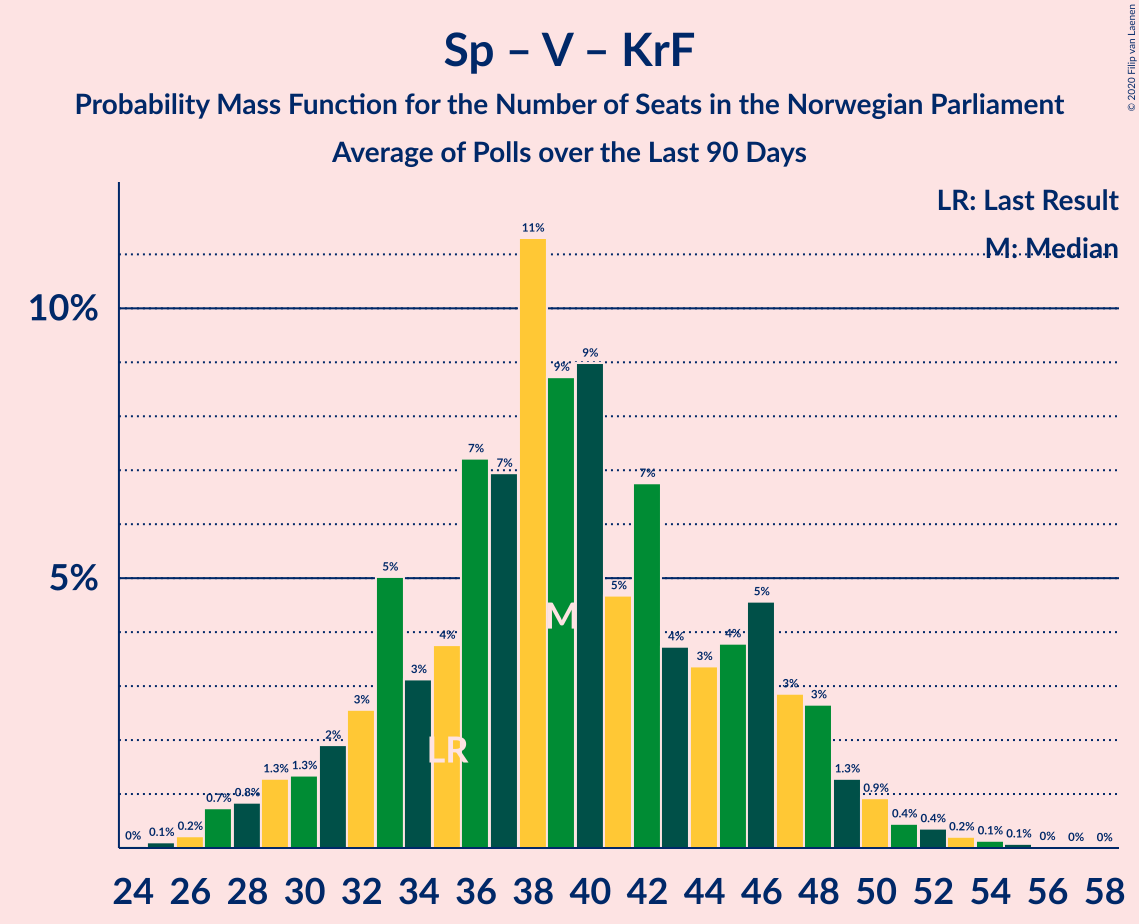 Sp – V – KrF
Probability Mass Function for the Number of Seats in the Norwegian Parliament
Average of Polls over the Last 90 Days
© 2020 Filip van Laenen
LR: Last Result
M: Median
10%
5%
0% 0.1% 0.2% 0.7% 0.8% 1.3% 1.3% 2% 3% 5% 3% 4% 7% 7% 11% 9% 9% 5% 7% 4% 3% 4% 5% 3% 3% 1.3% 0.9% 0.4% 0.4% 0.2% 0.1% 0.1% 0% 0% 0%
M
LR
24 26 28 30 32 34 36 38 40 42 44 46 48 50 52 54 56 58